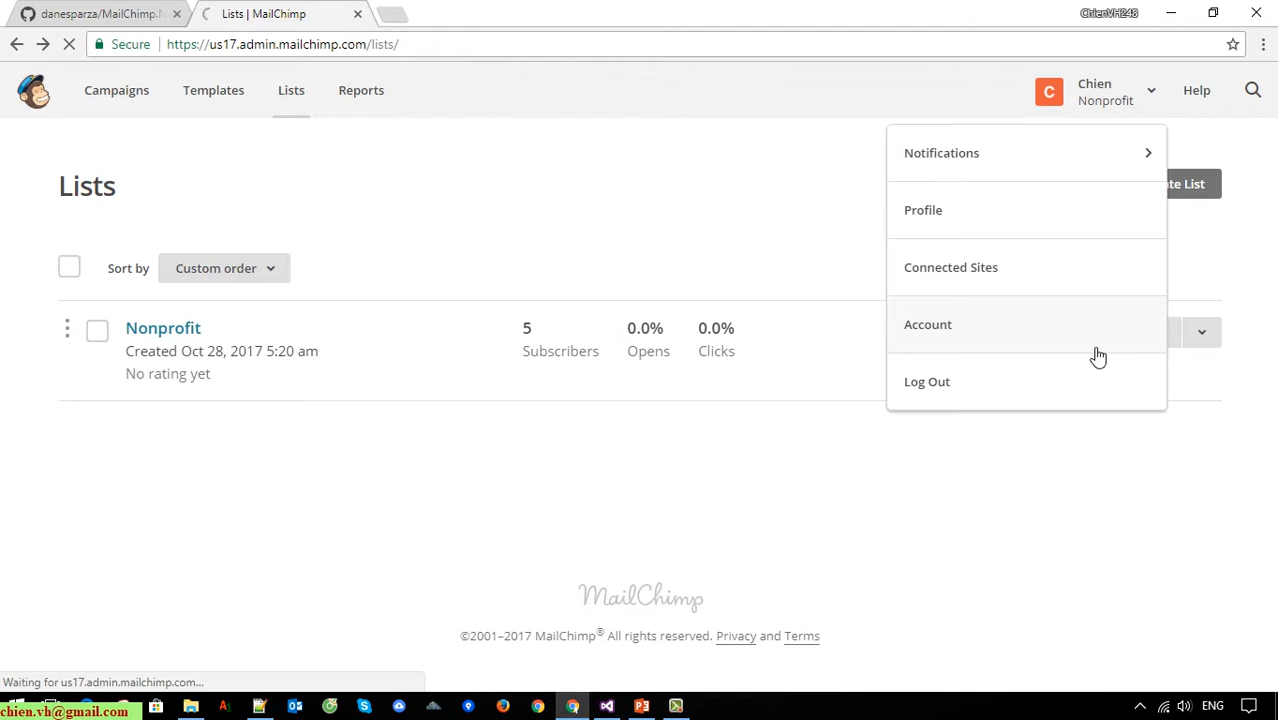 danesparza/MailChimp.N
Lists | MailChimp
ChienVH248
Secure
https://us17.admin.mailchimp.com/lists/
Campaigns
Templates
Lists
Reports
C
Chien
Nonprofit
Help
Notifications
Lists
te List
Profile
Sort by
Custom order
Connected Sites
Nonprofit
5
0.0%
0.0%
Account
Created Oct 28, 2017 5:20 am
Subscribers
Opens
Clicks
No rating yet
Log Out
MailChimp
©2001–2017 MailChimp® All rights reserved. Privacy and Terms
Waiting for us17.admin.mailchimp.com...
chien.vh@gmail.com
ENG